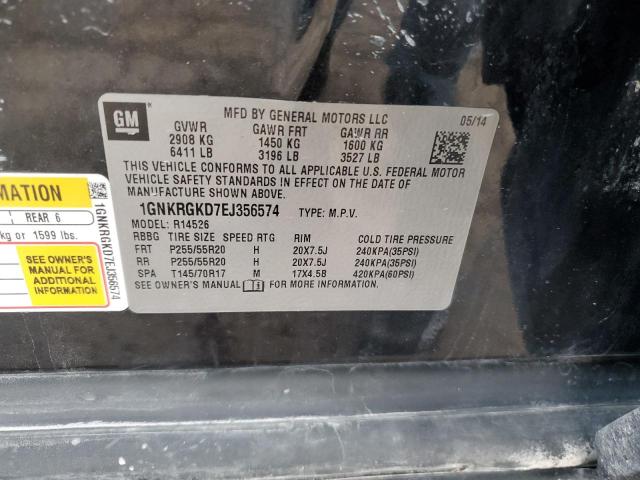 GM
MFD BY GENERAL MOTORS LLC
05/14
GVWR GAWR FRT GAWR RR
2908 KG 1450 KG 1600 KG
6411 LB 3196 LB 3527 LB
THIS VEHICLE CONFORMS TO ALL APPLICABLE U.S. FEDERAL MOTOR
VEHICLE SAFETY STANDARDS IN EFFECT ON THE DATE OF
MANUFACTURE SHOWN ABOVE.
1GNKRGKD7EJ356574 TYPE: M.P.V.
MODEL: R14526
RBBG TIRE SIZE SPEED RTG RIM COLD TIRE PRESSURE
FRT P255/55R20 H 20X7.5J 240KPA(35PSI)
RR P255/55R20 H 20X7.5J 240KPA(35PSI)
SPA T145/70R17 M 17X4.5B 420KPA(60PSI)
SEE OWNER'S MANUAL FOR MORE INFORMATION.
REAR 6
kg or 1599 lbs.
SEE OWNER'S
MANUAL FOR
ADDITIONAL
INFORMATION
1GNKRGKD7EJ356574